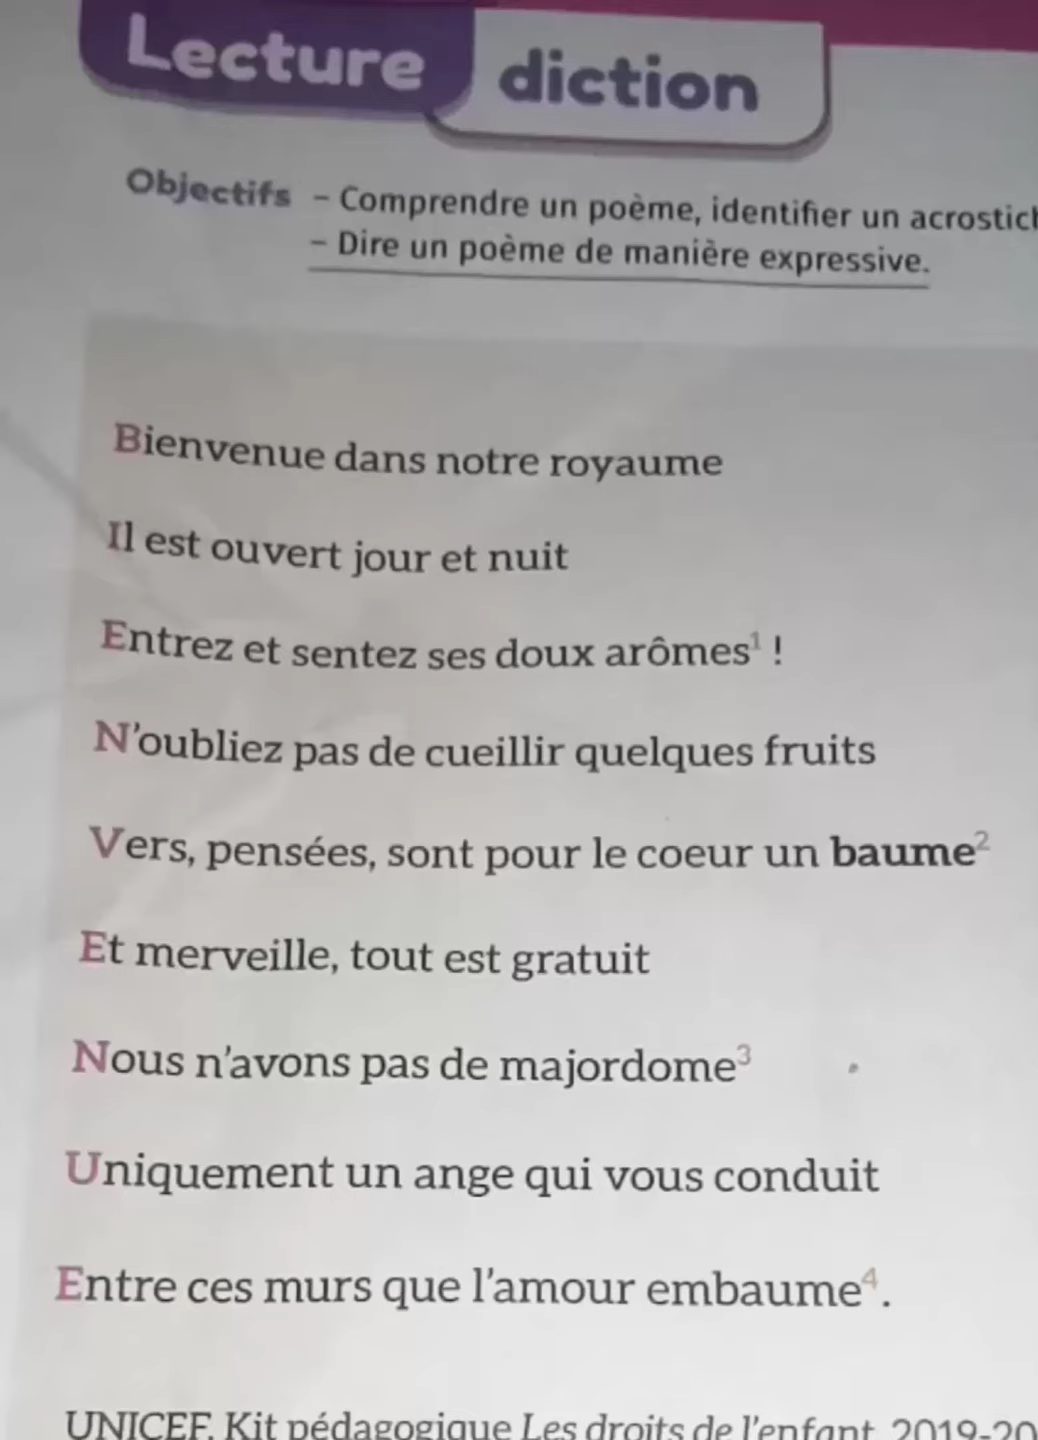 Lecture diction
Objectifs – Comprendre un poème, identifier un
– Dire un poème de manière expressive.
Bienvenue dans notre royaume
Il est ouvert jour et nuit
Entrez et sentez ses doux arômes¹ !
N'oubliez pas de cueillir quelques fruits
Vers, pensées, sont pour le coeur un baume²
Et merveille, tout est gratuit
Nous n'avons pas de majordome³
Uniquement un ange qui vous conduit
Entre ces murs que l'amour embaume⁴.
UNICEF, Kit pédagogique Les droits de l'enfant, 2019-20